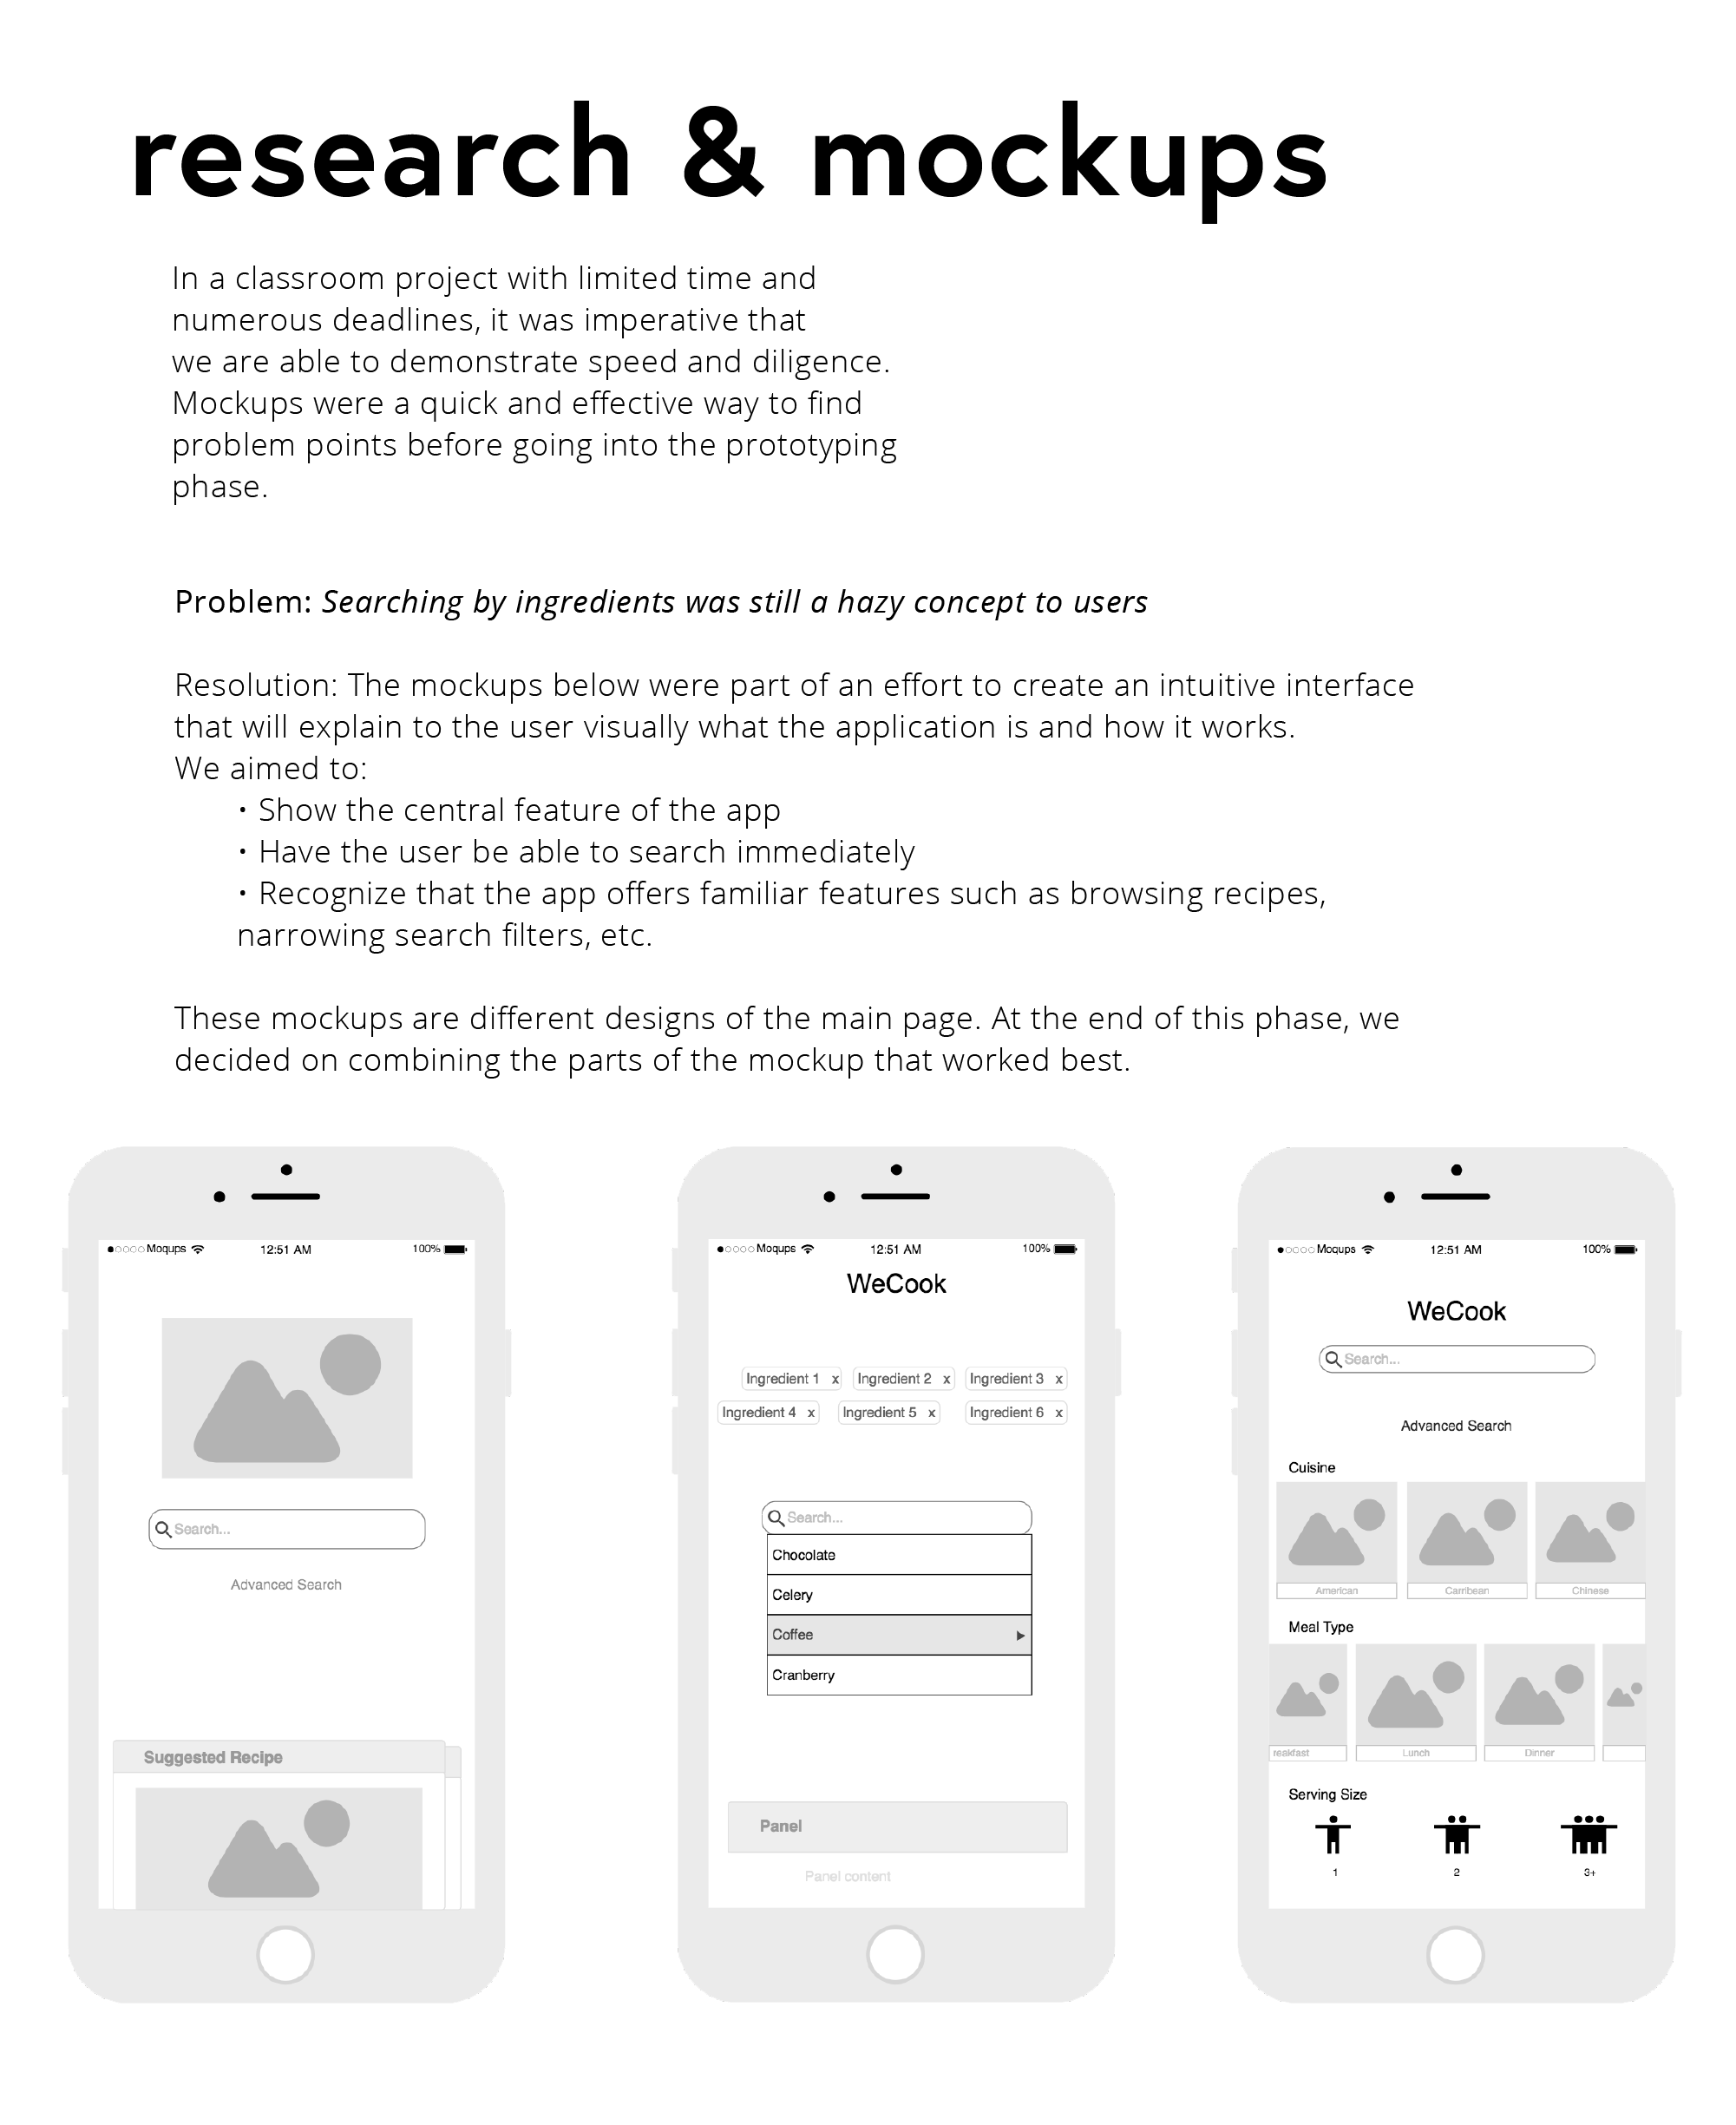 research & mockups
In a classroom project with limited time and
numerous deadlines, it was imperative that
we are able to demonstrate speed and diligence.
Mockups were a quick and effective way to find
problem points before going into the prototyping
phase.
Problem: Searching by ingredients was still a hazy concept to users
Resolution: The mockups below were part of an effort to create an intuitive interface
that will explain to the user visually what the application is and how it works.
We aimed to:
• Show the central feature of the app
• Have the user be able to search immediately
• Recognize that the app offers familiar features such as browsing recipes,
narrowing search filters, etc.
These mockups are different designs of the main page. At the end of this phase, we
decided on combining the parts of the mockup that worked best.
Moqups 12:51 AM 100%
Search...
Advanced Search
Suggested Recipe
Moqups 12:51 AM 100%
WeCook
Ingredient 1 x Ingredient 2 x Ingredient 3 x
Ingredient 4 x Ingredient 5 x Ingredient 6 x
Search...
Chocolate
Celery
Coffee
Cranberry
Panel
Panel content
Moqups 12:51 AM 100%
WeCook
Search...
Advanced Search
Cuisine
American Carribean Chinese
Meal Type
reakfast Lunch Dinner
Serving Size
1 2 3+